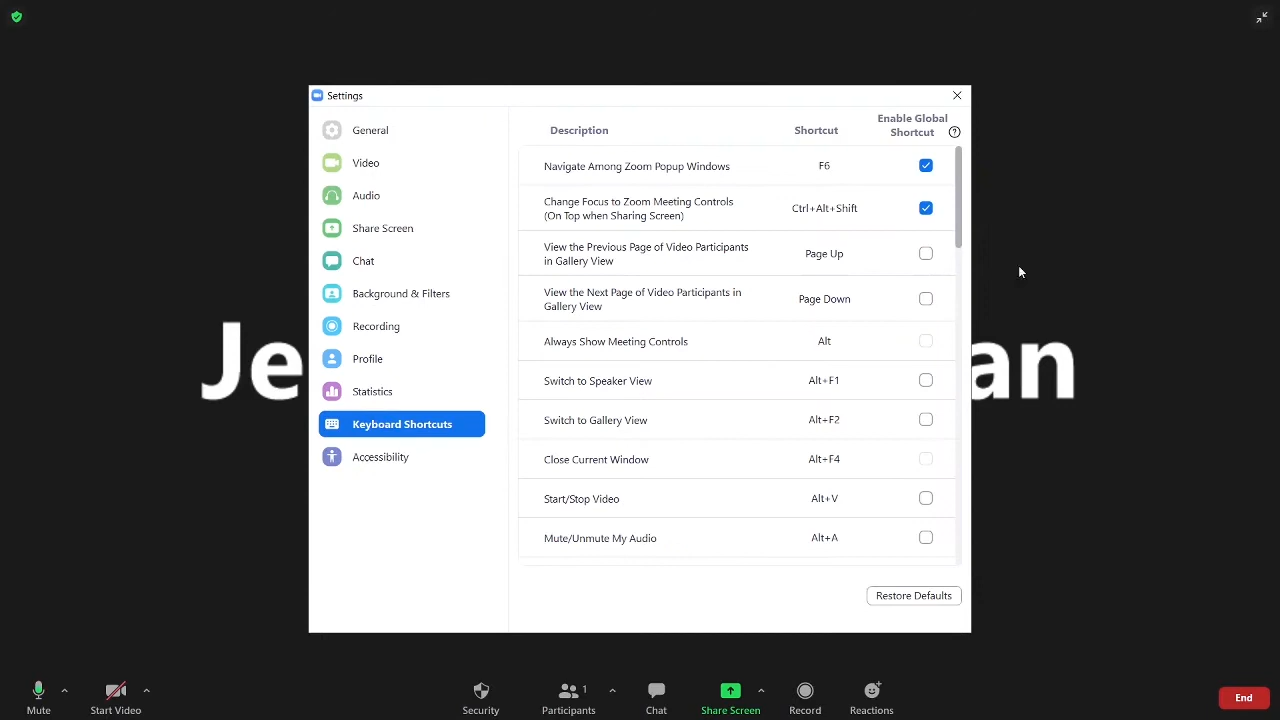 Settings
General
Video
Audio
Share Screen
Chat
Background & Filters
Recording
Profile
Statistics
Keyboard Shortcuts
Accessibility
Description
Shortcut
Enable Global
Shortcut
Navigate Among Zoom Popup Windows
F6
Change Focus to Zoom Meeting Controls
(On Top when Sharing Screen)
Ctrl+Alt+Shift
View the Previous Page of Video Participants
in Gallery View
Page Up
View the Next Page of Video Participants in
Gallery View
Page Down
Always Show Meeting Controls
Alt
Switch to Speaker View
Alt+F1
Switch to Gallery View
Alt+F2
Close Current Window
Alt+F4
Start/Stop Video
Alt+V
Mute/Unmute My Audio
Alt+A
Restore Defaults
Je
an
Mute
Start Video
Security
Participants
1
Chat
Share Screen
Record
Reactions
End